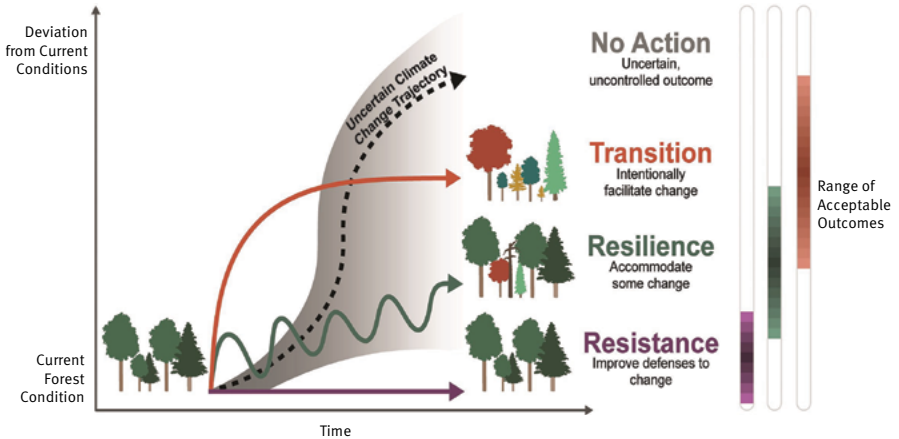 Deviation
from Current
Conditions
Uncertain Climate
Change Trajectory
No Action
Uncertain,
uncontrolled outcome
Transition
Intentionally
facilitate change
Resilience
Accommodate
some change
Resistance
Improve defenses to
change
Range of
Acceptable
Outcomes
Current
Forest
Condition
Time